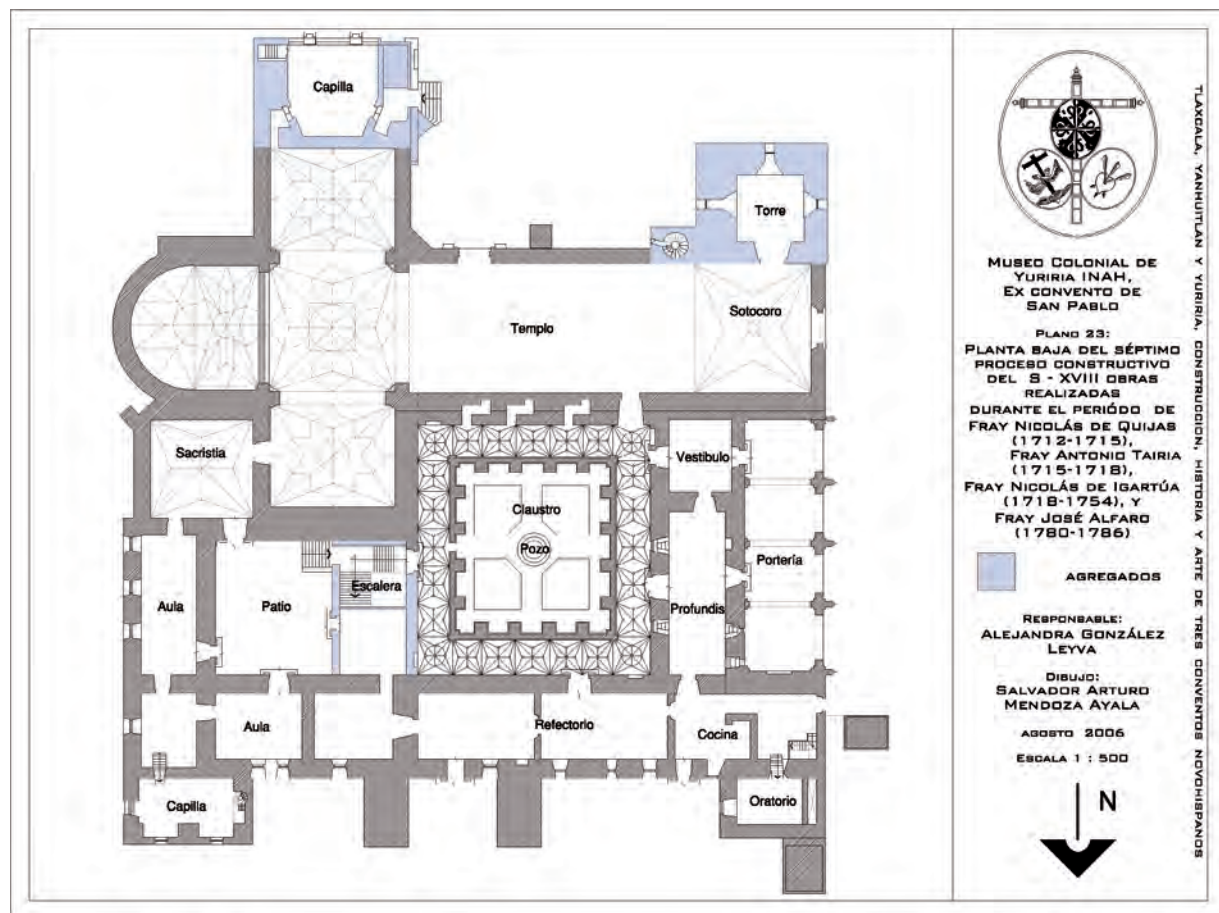 Capilla
Torre
Templo
Sotocoro
Sacristia
Vestibulo
Claustro
Pozo
Escalera
Portería
Aula
Patio
Profundis
Aula
Refectorio
Cocina
Capilla
Oratorio
MUSEO COLONIAL DE
YURIRIA INAH,
EX CONVENTO DE
SAN PABLO
PLANO 23:
PLANTA BAJA DEL SÉPTIMO
PROCESO CONSTRUCTIVO
DEL S - XVIII OBRAS
REALIZADAS
DURANTE EL PERIÓDO DE
FRAY NICOLÁS DE QUIJAS
(1712-1715),
FRAY ANTONIO TAIRIA
(1715-1718),
FRAY NICOLÁS DE IGARTÚA
(1718-1754), Y
FRAY JOSÉ ALFARO
(1780-1786)
AGREGADOS
RESPONSABLE:
ALEJANDRA GONZÁLEZ
LEYVA
DIBUJO:
SALVADOR ARTURO
MENDOZA AYALA
AGOSTO 2006
ESCALA 1 : 500
N
TLAXCALA, YANHUITLAN Y YURIRIA, CONSTRUCCION, HISTORIA Y ARTE DE TRES CONVENTOS NOVOHISPANOS